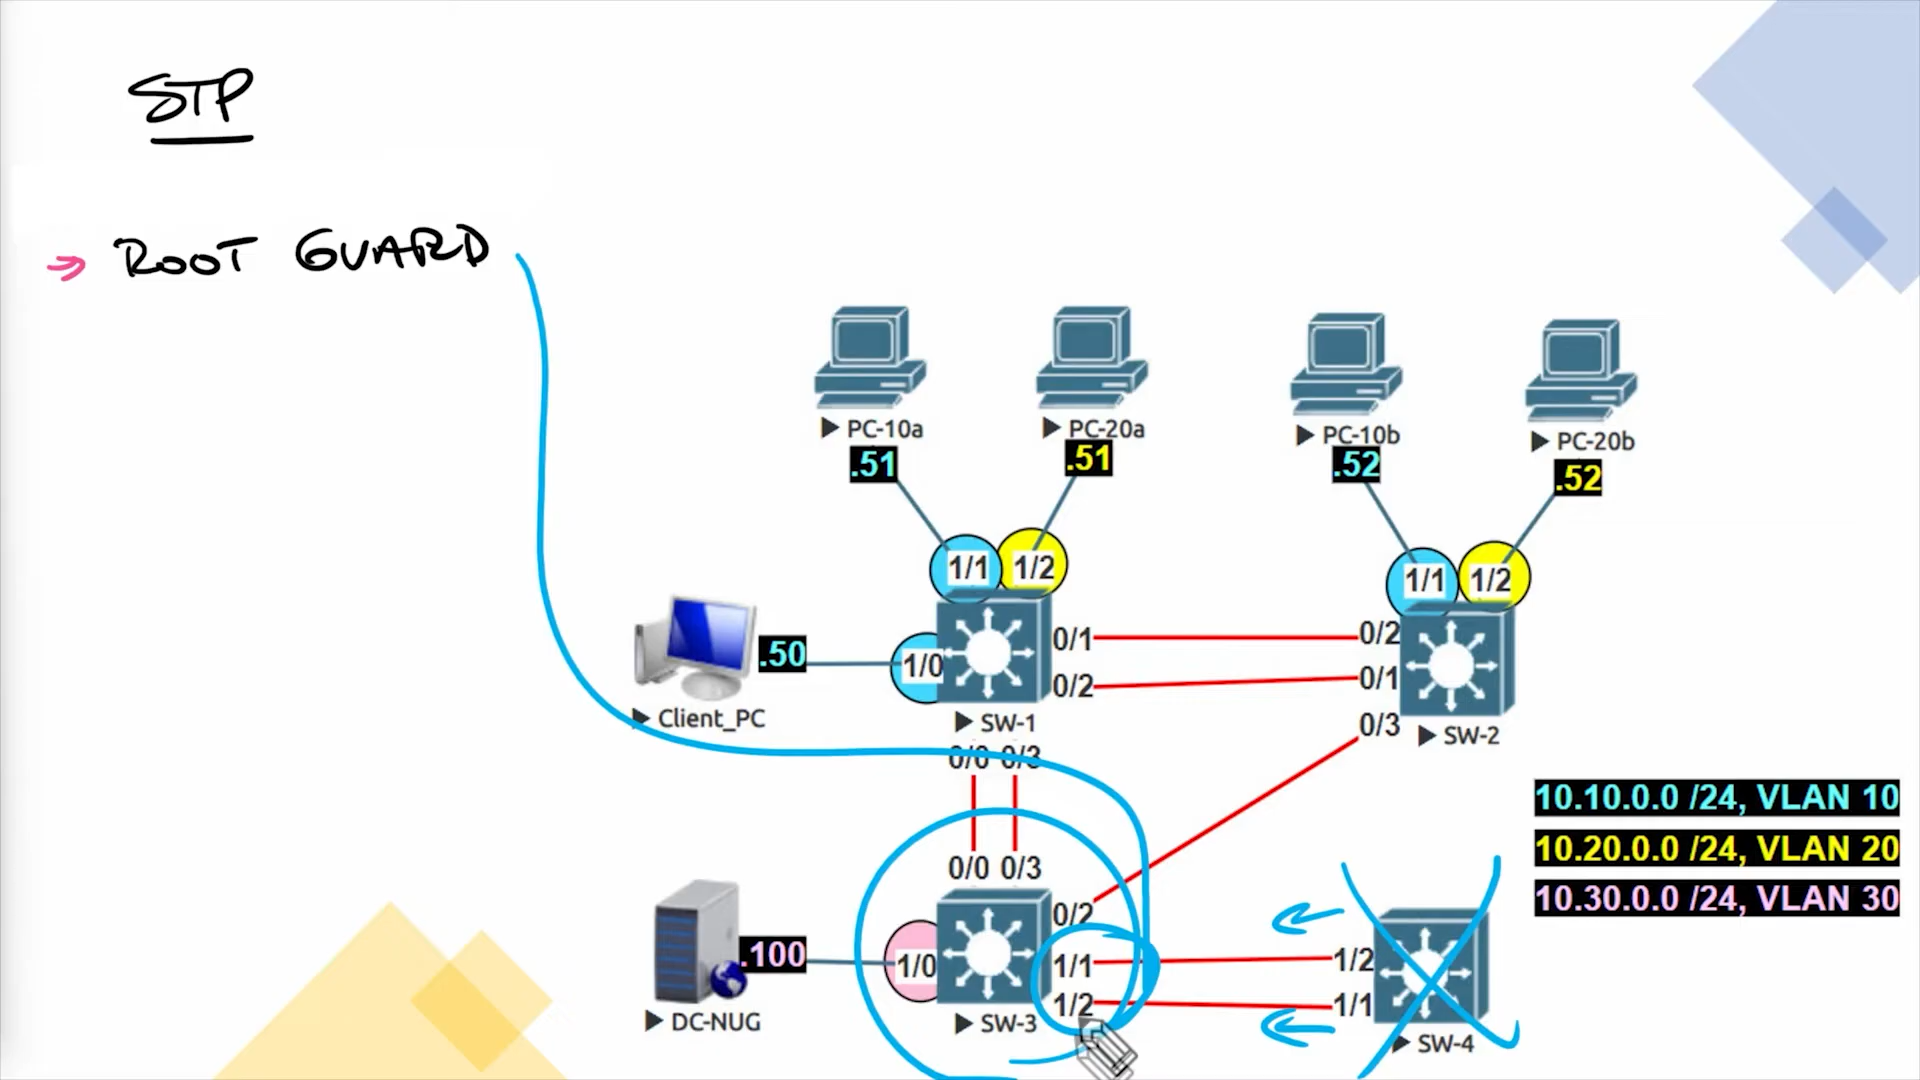 STP
ROOT GUARD
PC-10a
PC-20a
PC-10b
PC-20b
.51
.51
.52
.52
1/1
1/2
1/1
1/2
.50
1/0
0/1
0/2
0/2
0/1
Client_PC
SW-1
0/3
SW-2
0/0 0/3
10.10.0.0 /24, VLAN 10
10.20.0.0 /24, VLAN 20
10.30.0.0 /24, VLAN 30
0/0 0/3
0/2
.100
1/0
1/1
1/2
1/2
1/1
DC-NUG
SW-3
SW-4